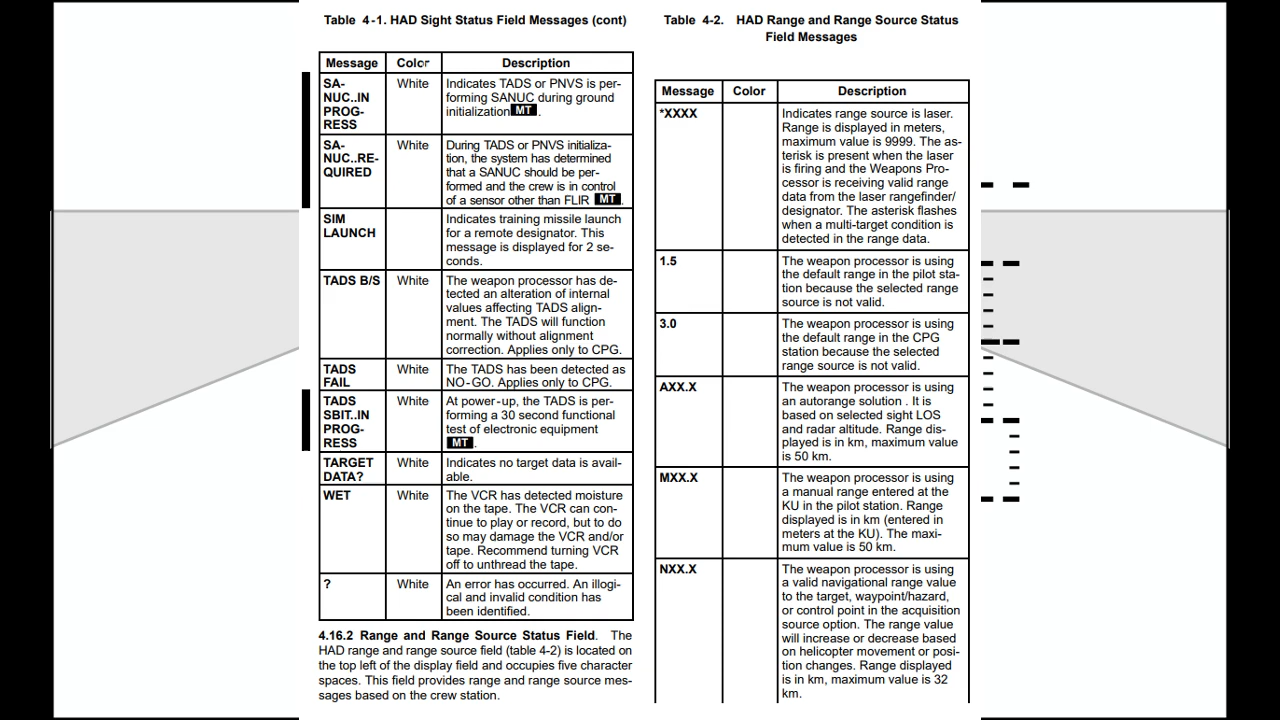 Table 4-1. HAD Sight Status Field Messages (cont)
Message Color Description
SA-
NUC..IN
PROG-
RESS
White
Indicates TADS or PNVS is per-
forming SANUC during ground
initialization MT .
SA-
NUC..RE-
QUIRED
White
During TADS or PNVS initializa-
tion, the system has determined
that a SANUC should be per-
formed and the crew is in control
of a sensor other than FLIR MT .
SIM
LAUNCH
Indicates training missile launch
for a remote designator. This
message is displayed for 2 se-
conds.
TADS B/S
White
The weapon processor has de-
tected an alteration of internal
values affecting TADS align-
ment. The TADS will function
normally without alignment
correction. Applies only to CPG.
TADS
FAIL
White
The TADS has been detected as
NO-GO. Applies only to CPG.
TADS
SBIT..IN
PROG-
RESS
White
At power-up, the TADS is per-
forming a 30 second functional
test of electronic equipment
MT .
TARGET
DATA?
White
Indicates no target data is avail-
able.
WET
White
The VCR has detected moisture
on the tape. The VCR can con-
tinue to play or record, but to do
so may damage the VCR and/or
tape. Recommend turning VCR
off to unthread the tape.
?
White
An error has occurred. An illogi-
cal and invalid condition has
been identified.
4.16.2 Range and Range Source Status Field. The
HAD range and range source field (table 4-2) is located on
the top left of the display field and occupies five character
spaces. This field provides range and range source mes-
sages based on the crew station.
Table 4-2. HAD Range and Range Source Status
Field Messages
Message Color Description
*XXXX
Indicates range source is laser.
Range is displayed in meters,
maximum value is 9999. The as-
terisk is present when the laser
is firing and the Weapons Pro-
cessor is receiving valid range
data from the laser rangefinder/
designator. The asterisk flashes
when a multi-target condition is
detected in the range data.
1.5
The weapon processor is using
the default range in the pilot sta-
tion because the selected range
source is not valid.
3.0
The weapon processor is using
the default range in the CPG
station because the selected
range source is not valid.
AXX.X
The weapon processor is using
an autorange solution . It is
based on selected sight LOS
and radar altitude. Range dis-
played is in km, maximum value
is 50 km.
MXX.X
The weapon processor is using
a manual range entered at the
KU in the pilot station. Range
displayed is in km (entered in
meters at the KU). The maxi-
mum value is 50 km.
NXX.X
The weapon processor is using
a valid navigational range value
to the target, waypoint/hazard,
or control point in the acquisition
source option. The range value
will increase or decrease based
on helicopter movement or posi-
tion changes. Range displayed
is in km, maximum value is 32
km.